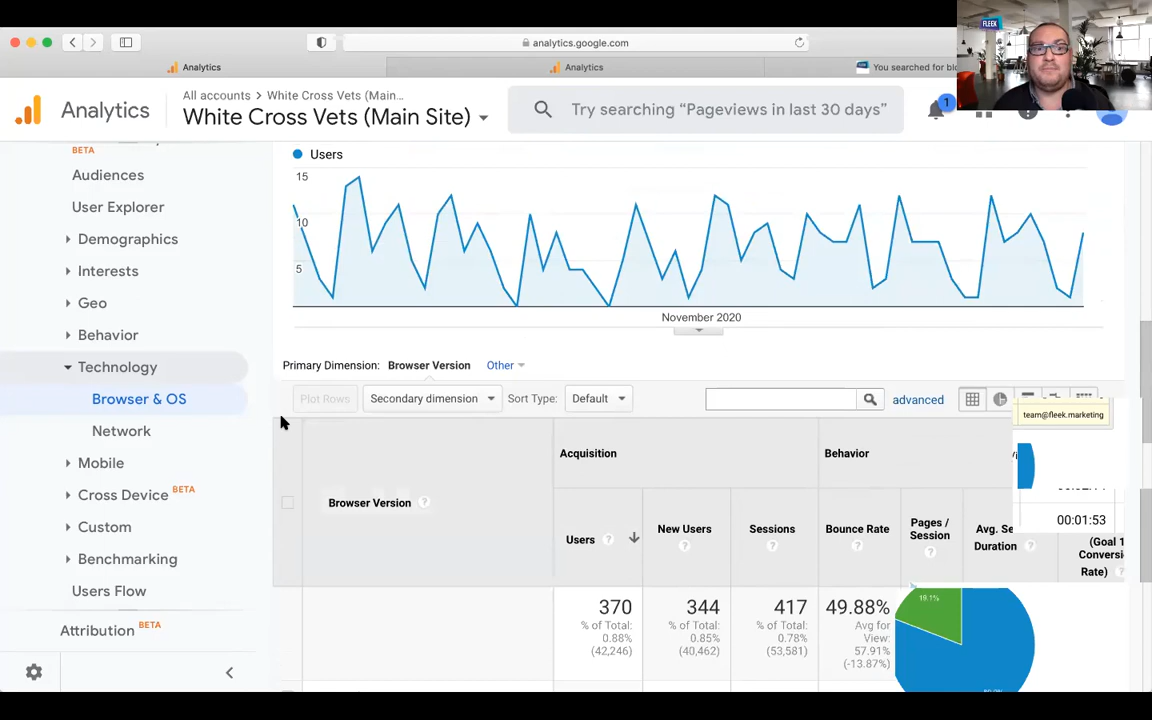 FLEEK
analytics.google.com
Analytics
Analytics
You searched for blo
Analytics
All accounts > White Cross Vets (Main...
White Cross Vets (Main Site)
Try searching “Pageviews in last 30 days”
1
BETA
Audiences
User Explorer
Demographics
Interests
Geo
Behavior
Technology
Browser & OS
Network
Mobile
Cross Device BETA
Custom
Benchmarking
Users Flow
Attribution BETA
Users
15
10
5
November 2020
Primary Dimension: Browser Version Other
Plot Rows
Secondary dimension
Sort Type:
Default
advanced
team@fleek.marketing
Acquisition
Behavior
Browser Version
Users
New Users
Sessions
Bounce Rate
Pages /
Session
Avg. Se
Duration
00:01:53
(Goal 1
Conversi
Rate)
370
% of Total:
0.88%
(42,246)
344
% of Total:
0.85%
(40,462)
417
% of Total:
0.78%
(53,581)
49.88%
Avg for
View:
57.91%
(-13.87%)
19.1%